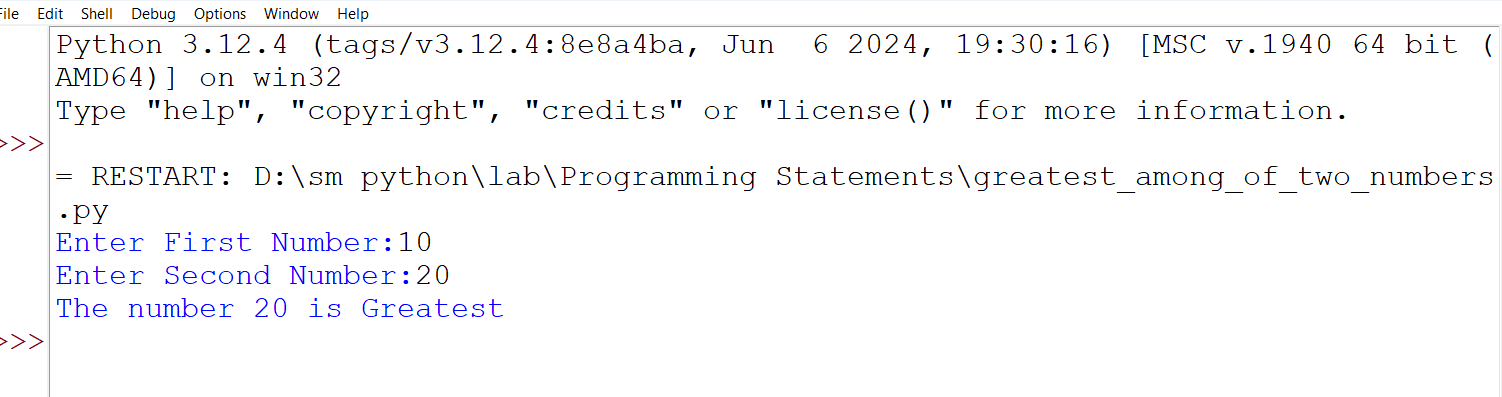 File Edit Shell Debug Options Window Help
Python 3.12.4 (tags/v3.12.4:8e8a4ba, Jun  6 2024, 19:30:16) [MSC v.1940 64 bit (
AMD64)] on win32
Type "help", "copyright", "credits" or "license()" for more information.
>>>
= RESTART: D:\sm python\lab\Programming Statements\greatest_among_of_two_numbers
.py
Enter First Number:10
Enter Second Number:20
The number 20 is Greatest
>>>